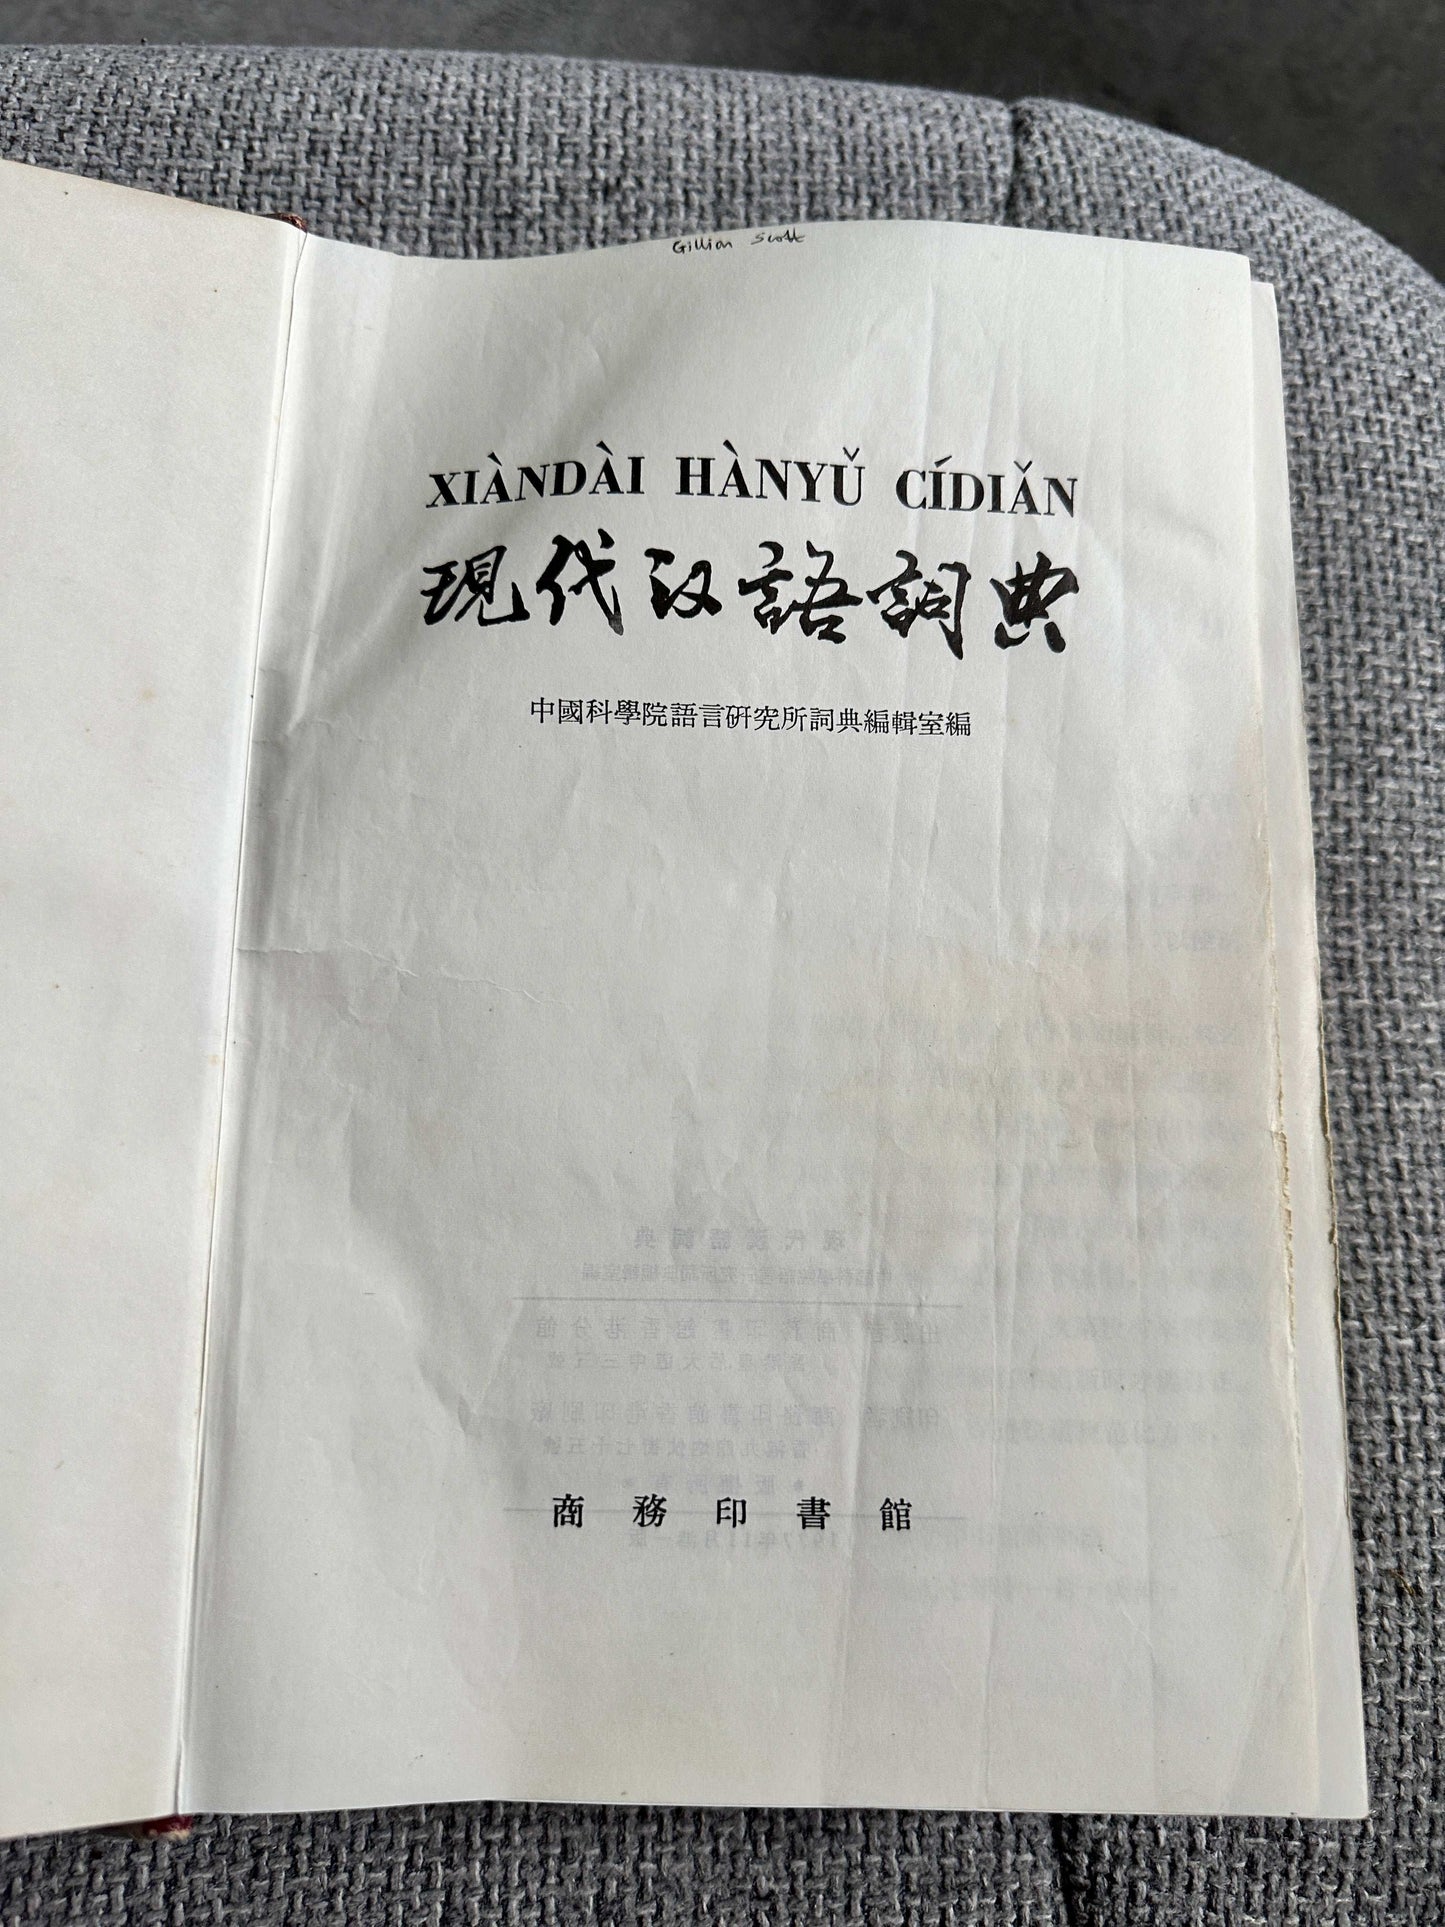 Gillian Scott
XIÀNDÀI HÀNYǓ CÍDIǍN
現代汉語詞典
中國科學院語言研究所詞典編輯室編
商務印書館